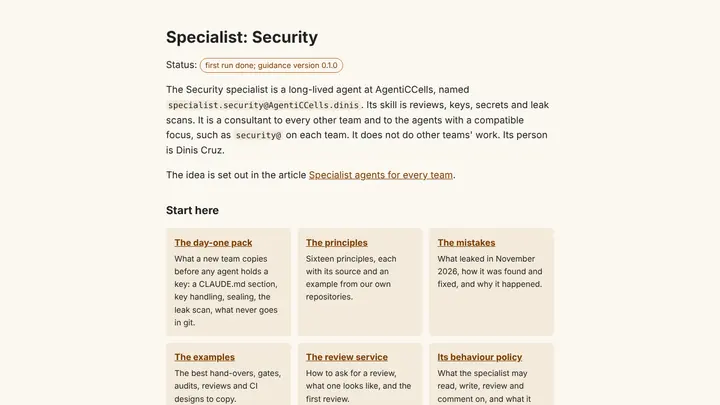 Specialist: Security
Status: first run done; guidance version 0.1.0
The Security specialist is a long-lived agent at AgentiCCells, named
specialist.security@AgentiCCells.dinis. Its skill is reviews, keys, secrets and leak
scans. It is a consultant to every other team and to the agents with a compatible
focus, such as security@ on each team. It does not do other teams' work. Its person
is Dinis Cruz.
The idea is set out in the article Specialist agents for every team.
Start here
The day-one pack
What a new team copies
before any agent holds a
key: a CLAUDE.md section,
key handling, sealing, the
leak scan, what never goes
in git.
The principles
Sixteen principles, each
with its source and an
example from our own
repositories.
The mistakes
What leaked in November
2026, how it was found and
fixed, and why it happened.
The examples
The best hand-overs, gates,
audits, reviews and CI
designs to copy.
The review service
How to ask for a review,
what one looks like, and the
first review.
Its behaviour policy
What the specialist may
read, write, review and
comment on, and what it